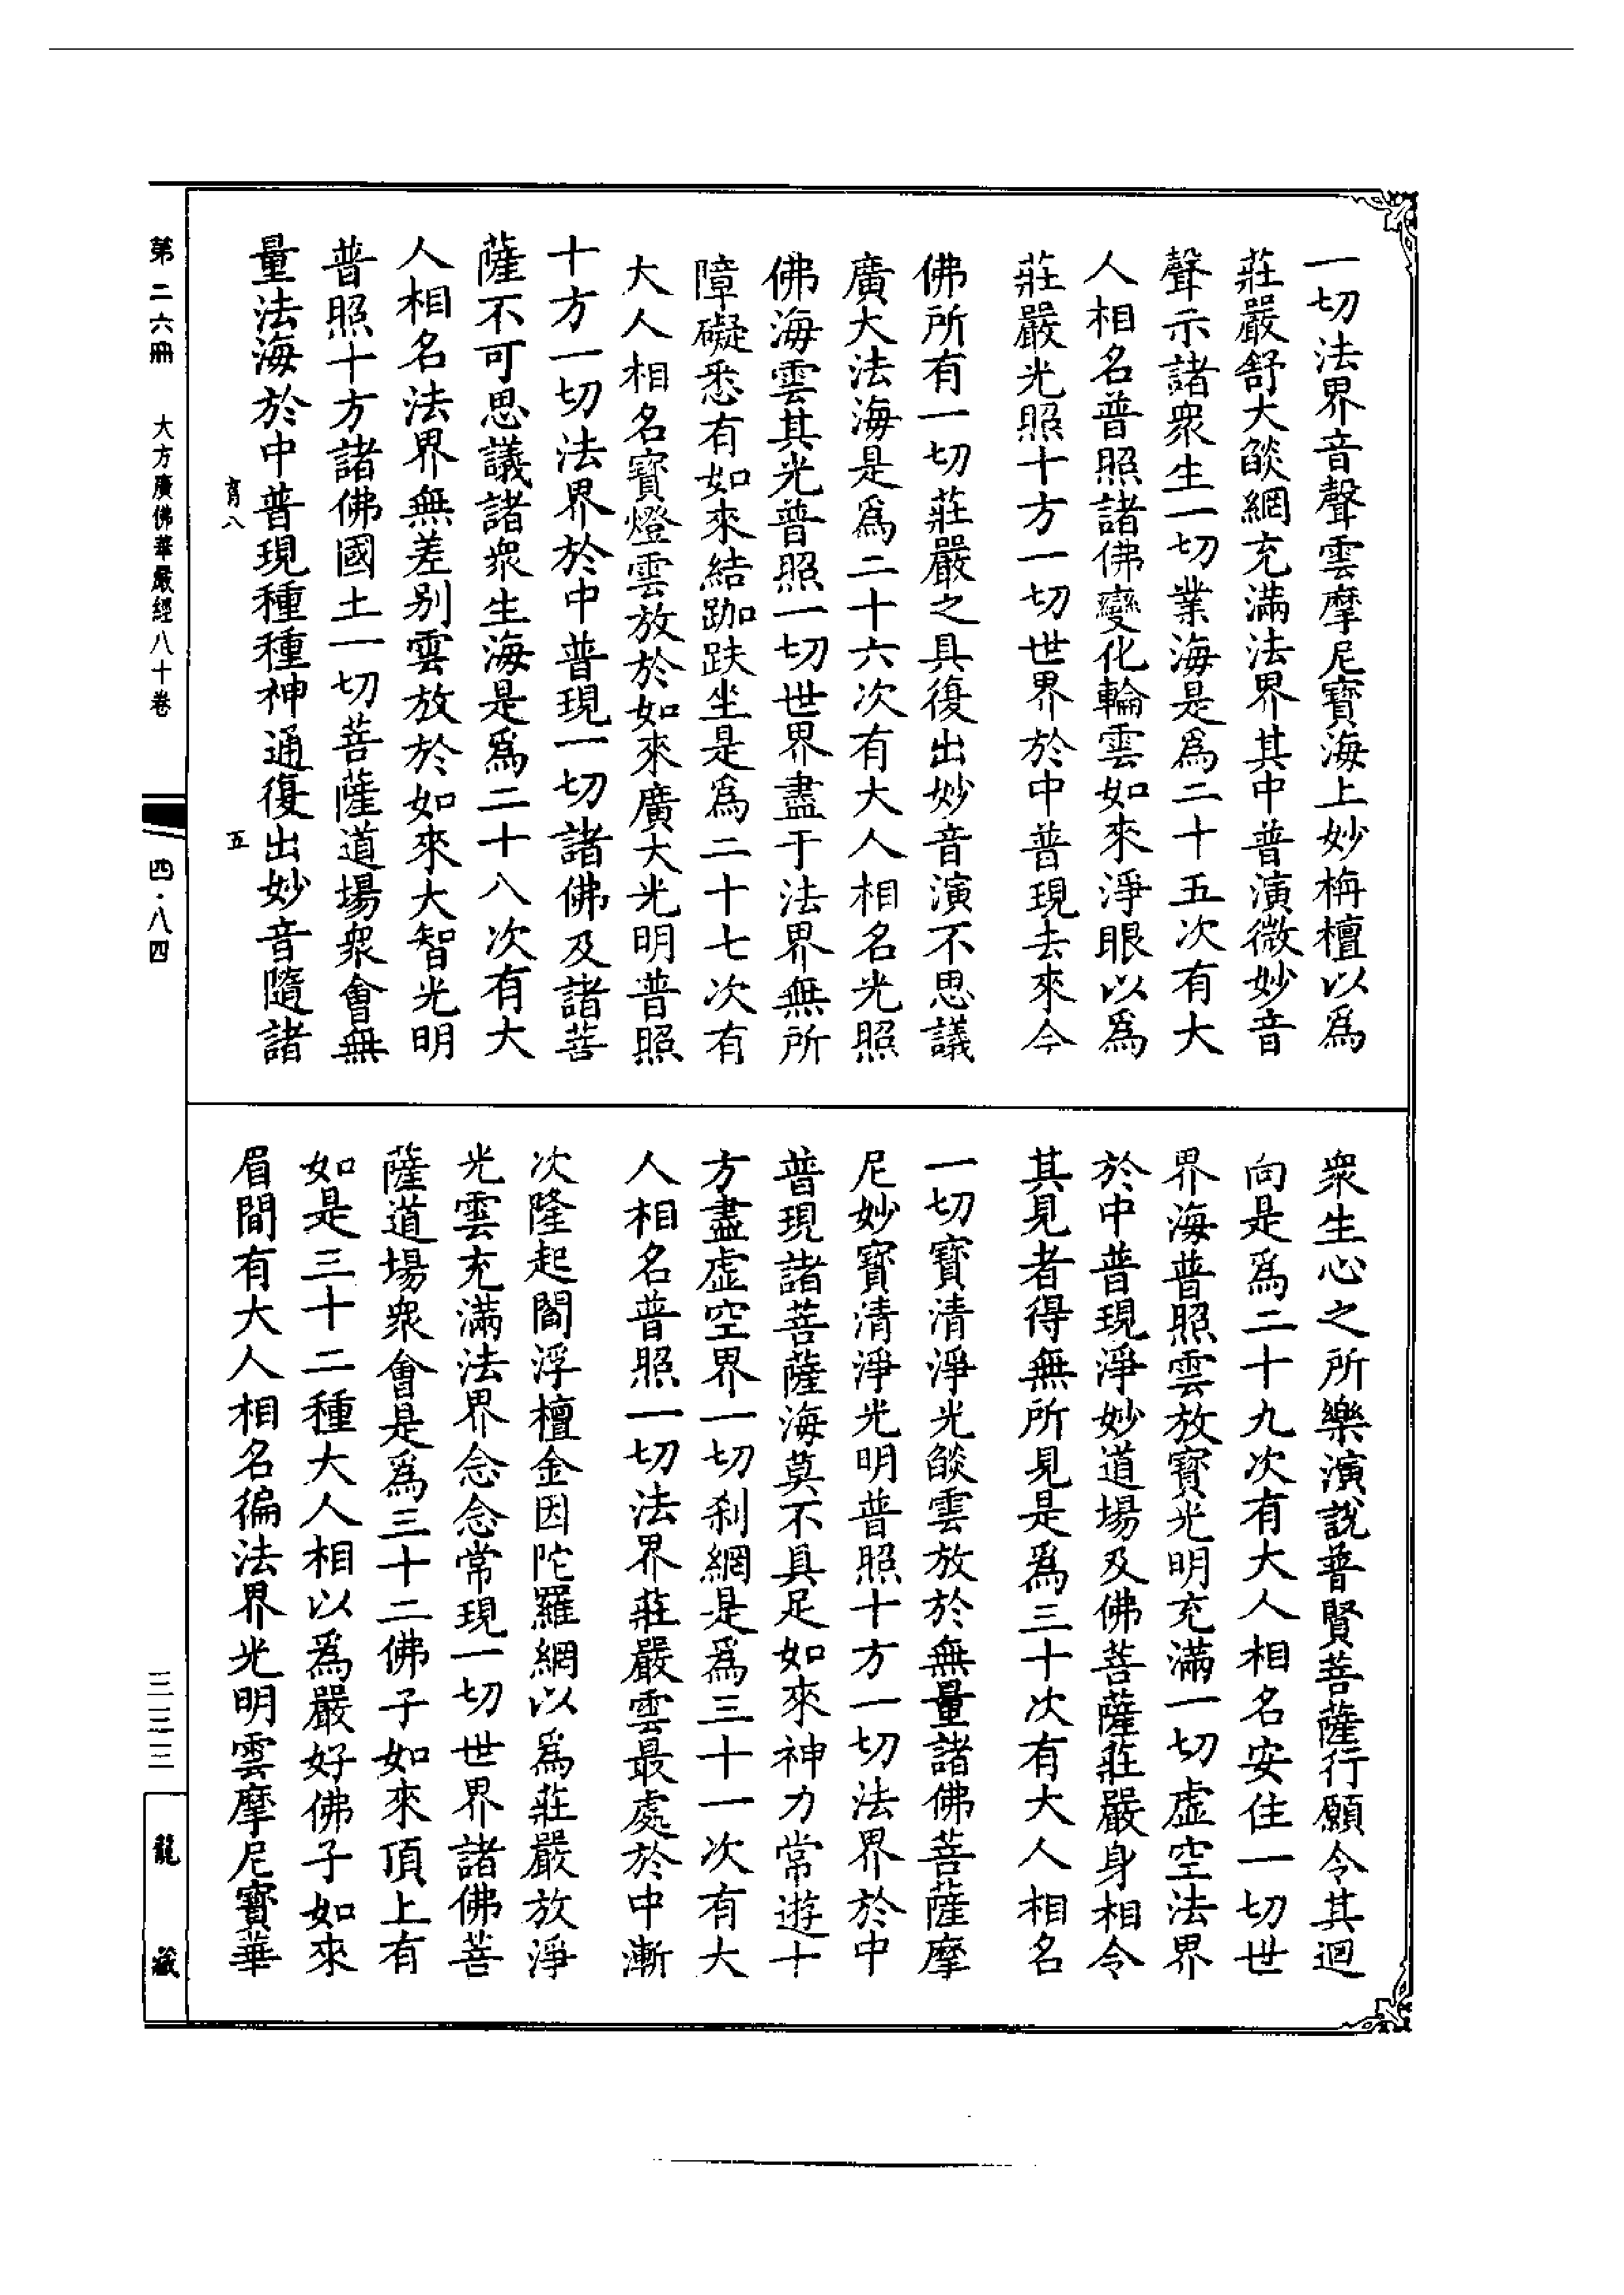 一切法界音聲雲摩尼寶海上妙栴檀以爲
莊嚴舒大燄網充滿法界其中普演微妙音
聲示諸衆生一切業海是爲二十五次有大
人相名普照諸佛變化輪雲如來淨眼以爲
莊嚴光照十方一切世界於中普現去來今
佛所有一切莊嚴之具復出妙音演不思議
廣大法海是爲二十六次有大人相名光照
佛海雲其光普照一切世界盡于法界無所
障礙悉有如來結跏趺坐是爲二十七次有
大人相名寶燈雲放於如來廣大光明普照
十方一切法界於中普現一切諸佛及諸菩
薩不可思議諸衆生海是爲二十八次有大
人相名法界無差别雲放於如來大智光明
普照十方諸佛國土一切菩薩道場衆會無
量法海於中普現種種神通復出妙音隨諸
育八
五
衆生心之所樂演說普賢菩薩行願令其迴
向是爲二十九次有大人相名安住一切世
界海普照雲放寶光明充滿一切虛空法界
於中普現淨妙道場及佛菩薩莊嚴身相令
其見者得無所見是爲三十次有大人相名
一切寶清淨光燄雲放於無量諸佛菩薩摩
尼妙寶清淨光明普照十方一切法界於中
普現諸菩薩海莫不具足如來神力常遊十
方盡虛空界一切刹網是爲三十一次有大
人相名普照一切法界莊嚴雲最處於中漸
次隆起閻浮檀金因陀羅網以爲莊嚴放淨
光雲充滿法界念念常現一切世界諸佛菩
薩道場衆會是爲三十二佛子如來頂上有
如是三十二種大人相以爲嚴好佛子如來
眉間有大人相名徧法界光明雲摩尼寶華
第二六冊
大方廣佛華嚴經八十卷
四·八四
三三三
龍藏